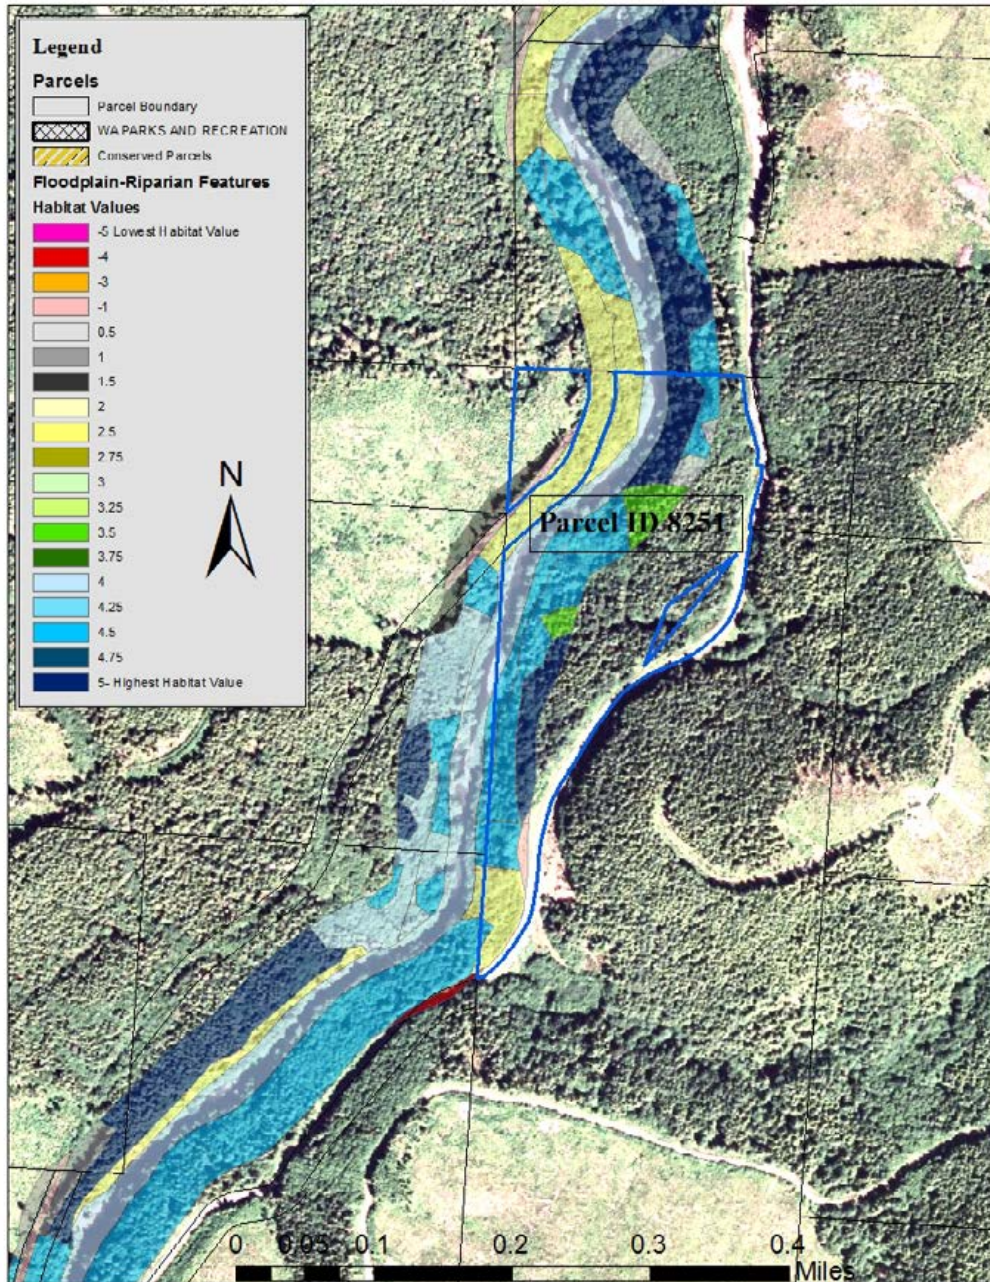 Legend
Parcels
Parcel Boundary
WA PARKS AND RECREATION
Conserved Parcels
Floodplain-Riparian Features
Habitat Values
-5 Lowest Habitat Value
-4
-3
-1
0.5
1
1.5
2
2.5
2.75
3
3.25
3.5
3.75
4
4.25
4.5
4.75
5- Highest Habitat Value
N
Parcel ID 8251
0 0.05 0.1 0.2 0.3 0.4
Miles